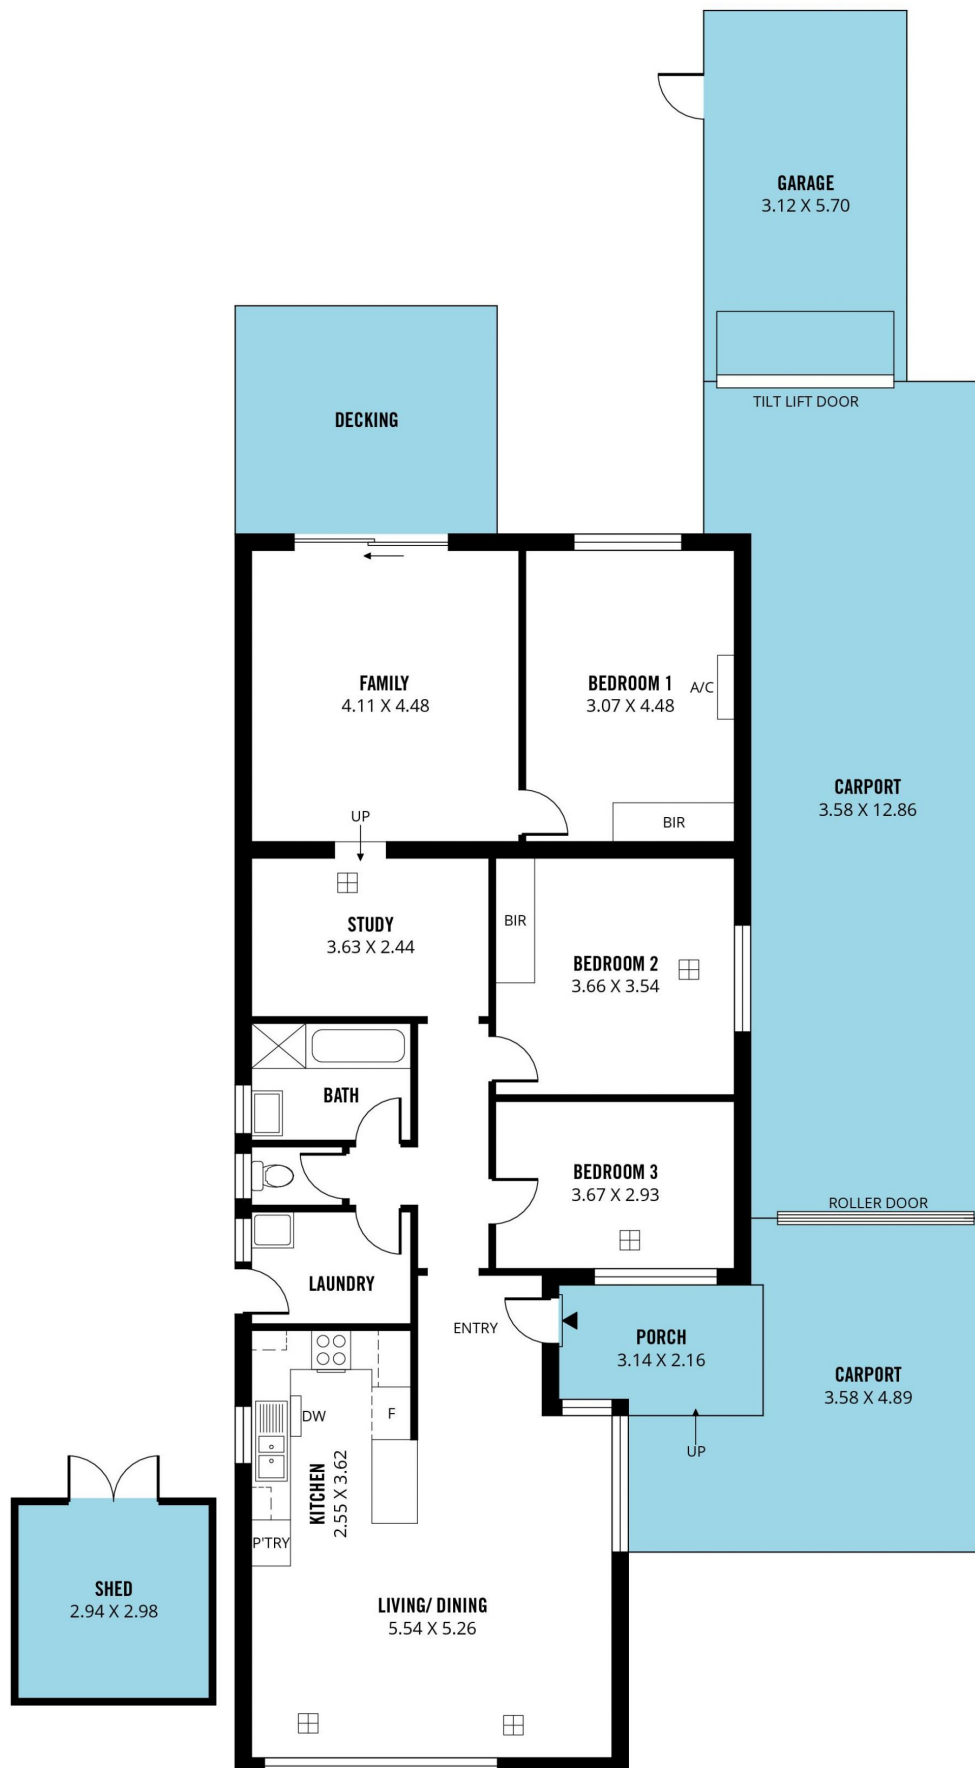 GARAGE
3.12 X 5.70
TILT LIFT DOOR
DECKING
FAMILY
4.11 X 4.48
BEDROOM 1
3.07 X 4.48
A/C
BIR
UP
CARPORT
3.58 X 12.86
STUDY
3.63 X 2.44
BIR
BEDROOM 2
3.66 X 3.54
BATH
BEDROOM 3
3.67 X 2.93
ROLLER DOOR
LAUNDRY
ENTRY
PORCH
3.14 X 2.16
UP
CARPORT
3.58 X 4.89
DW
F
KITCHEN
2.55 X 3.62
P'TRY
SHED
2.94 X 2.98
LIVING/ DINING
5.54 X 5.26